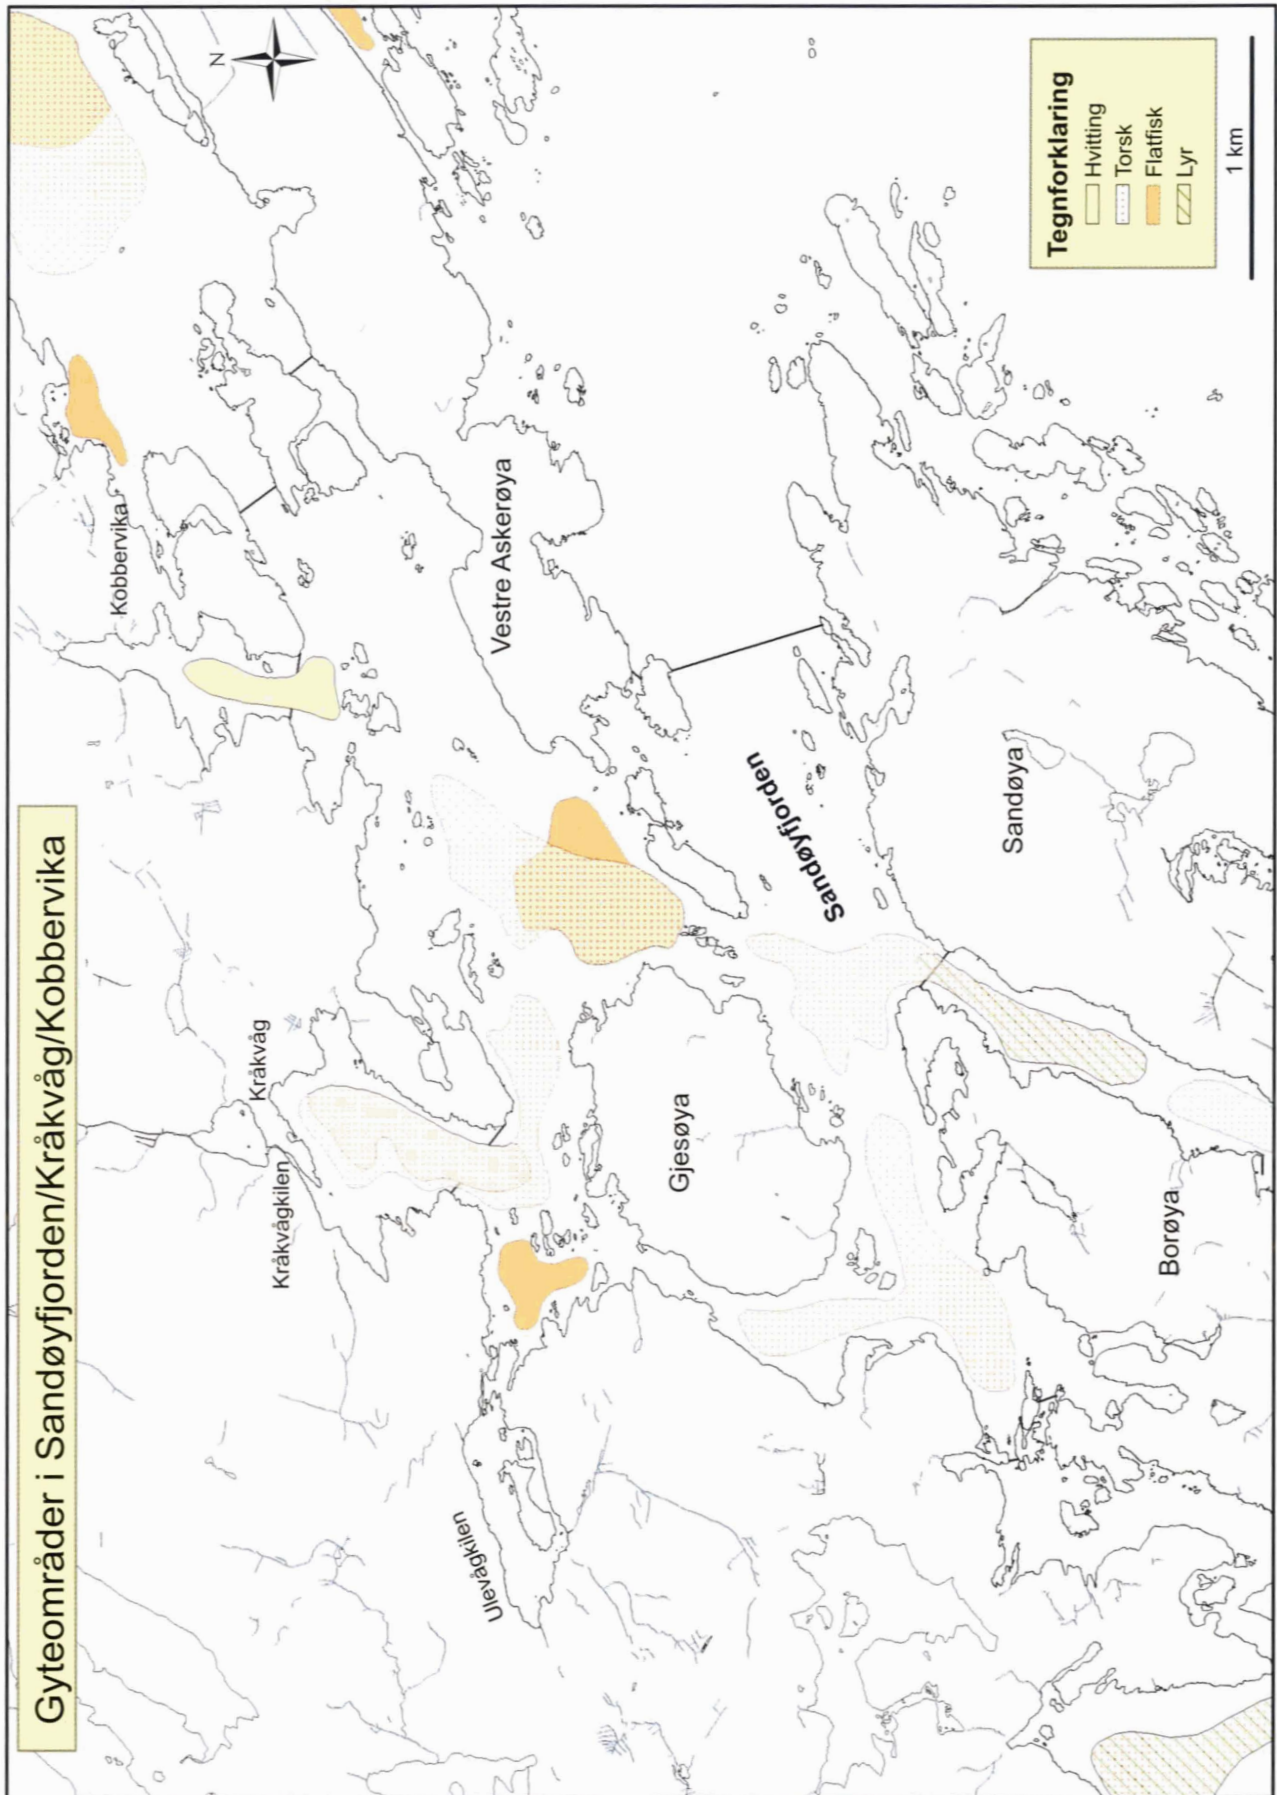 Gyteområder i Sandøyfjorden/Kråkvåg/Kobbervika
N
Kobbervika
Kråkvåg
Kråkvågkilen
Vestre Askerøya
Ulevågkilen
Gjesøya
Sandøyfjorden
Sandøya
Borøya
Tegnforklaring
Hvitting
Torsk
Flatfisk
Lyr
1 km